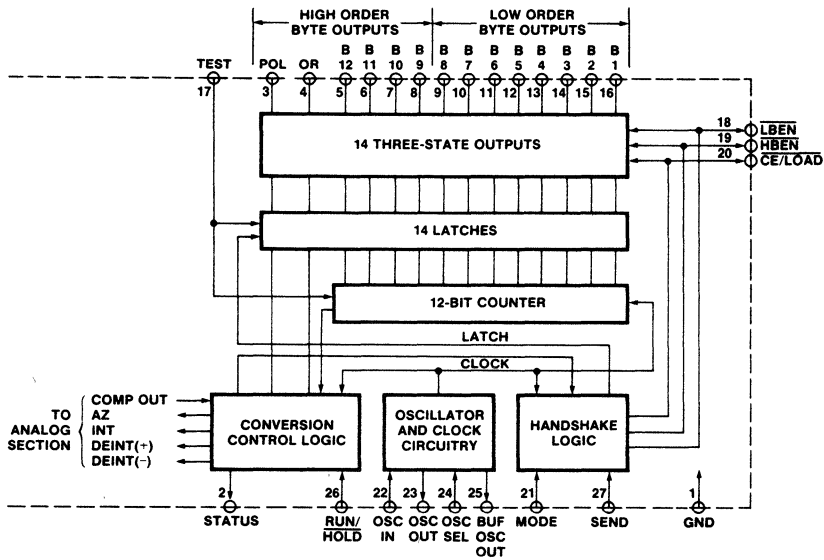 HIGH ORDER
BYTE OUTPUTS
LOW ORDER
BYTE OUTPUTS
TEST POL OR B 12 B 11 B 10 B 9 B 8 B 7 B 6 B 5 B 4 B 3 B 2 B 1
17 3 4 5 6 7 8 9 10 11 12 13 14 15 16
14 THREE-STATE OUTPUTS
18 LBEN
19 HBEN
20 CE/LOAD
14 LATCHES
12-BIT COUNTER
LATCH
CLOCK
TO
ANALOG
SECTION
COMP OUT
AZ
INT
DEINT(+)
DEINT(−)
CONVERSION
CONTROL LOGIC
OSCILLATOR
AND CLOCK
CIRCUITRY
HANDSHAKE
LOGIC
2 26 22 23 24 25 21 27 1
STATUS
RUN/
HOLD
OSC
IN
OSC
OUT
OSC
SEL
BUF
OSC
OUT
MODE
SEND
GND